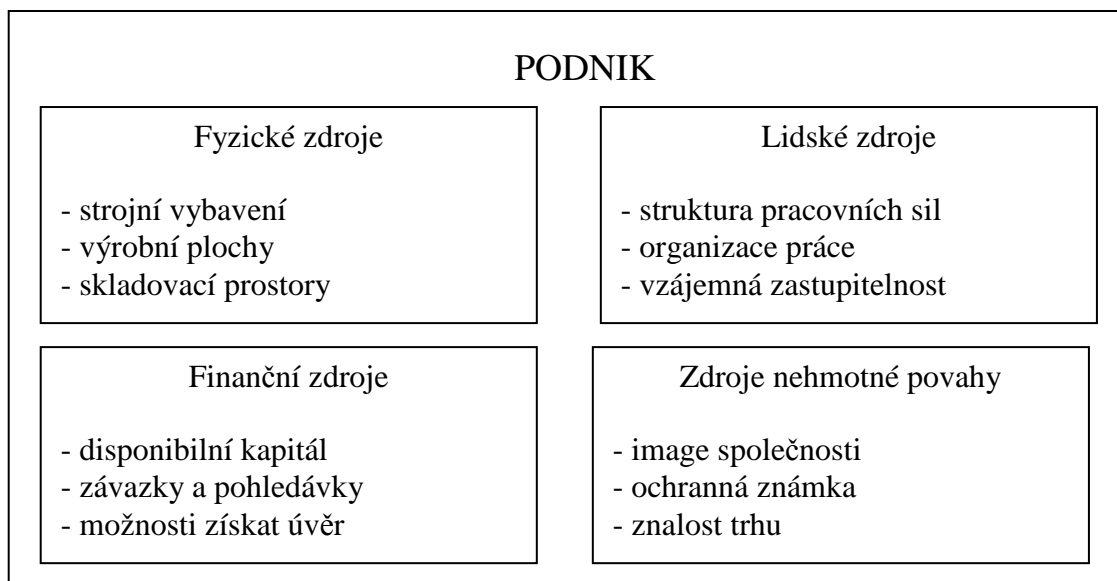 PODNIK
Fyzické zdroje
- strojní vybavení
- výrobní plochy
- skladovací prostory
Lidské zdroje
- struktura pracovních sil
- organizace práce
- vzájemná zastupitelnost
Finanční zdroje
- disponibilní kapitál
- závazky a pohledávky
- možnosti získat úvěr
Zdroje nehmotné povahy
- image společnosti
- ochranná známka
- znalost trhu